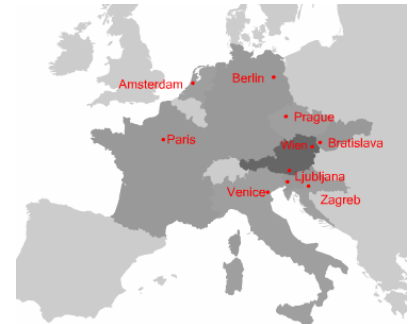 Amsterdam
Berlin
Prague
Paris
Wien
Bratislava
Ljubljana
Venice
Zagreb